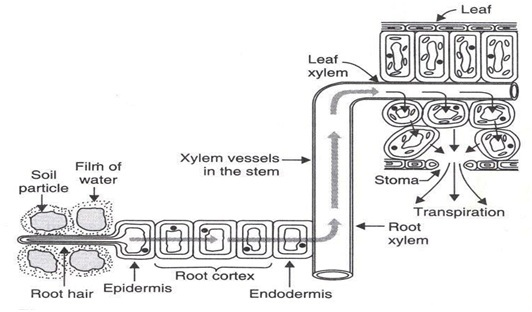 Leaf
Leaf
xylem
Xylem vessels
in the stem
Stoma
Transpiration
Root
xylem
Soil
particle
Filrh of
water
Root hair
Epidermis
Root cortex
Endodermis